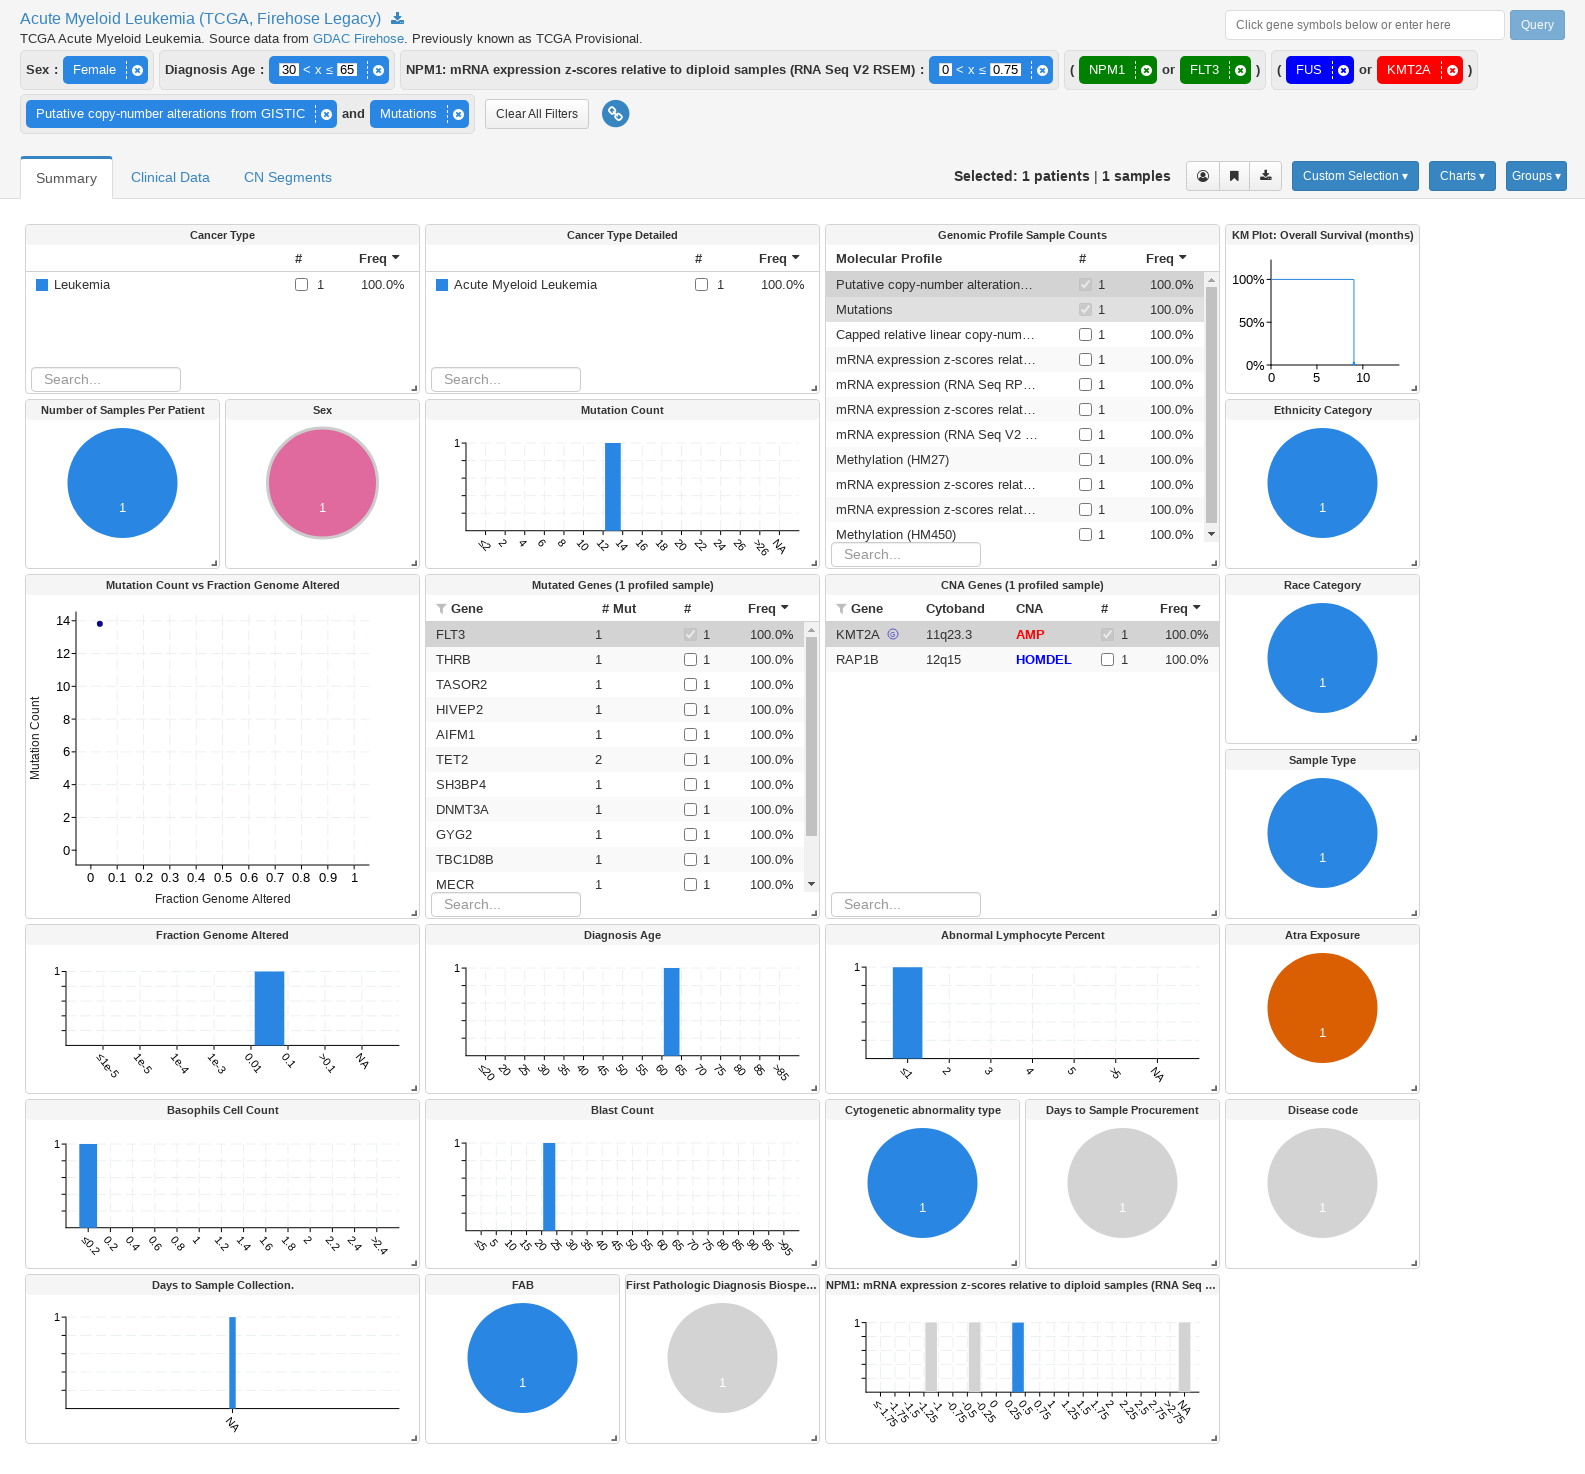 Acute Myeloid Leukemia (TCGA, Firehose Legacy)
Click gene symbols below or enter here
Query
TCGA Acute Myeloid Leukemia. Source data from GDAC Firehose. Previously known as TCGA Provisional.
Sex : Female
Diagnosis Age : 30 < x ≤ 65
NPM1: mRNA expression z-scores relative to diploid samples (RNA Seq V2 RSEM) : 0 < x ≤ 0.75
( NPM1 or FLT3 )
( FUS or KMT2A )
Putative copy-number alterations from GISTIC and Mutations
Clear All Filters
Summary
Clinical Data
CN Segments
Selected: 1 patients | 1 samples
Custom Selection ▾
Charts ▾
Groups ▾
Cancer Type
# Freq
Leukemia 1 100.0%
Search...
Cancer Type Detailed
# Freq
Acute Myeloid Leukemia 1 100.0%
Search...
Genomic Profile Sample Counts
Molecular Profile # Freq
Putative copy-number alteration… 1 100.0%
Mutations 1 100.0%
Capped relative linear copy-num… 1 100.0%
mRNA expression z-scores relat… 1 100.0%
mRNA expression (RNA Seq RP… 1 100.0%
mRNA expression z-scores relat… 1 100.0%
mRNA expression (RNA Seq V2 … 1 100.0%
Methylation (HM27) 1 100.0%
mRNA expression z-scores relat… 1 100.0%
mRNA expression z-scores relat… 1 100.0%
Methylation (HM450) 1 100.0%
Search...
KM Plot: Overall Survival (months)
100%
50%
0%
0 5 10
Number of Samples Per Patient
1
Sex
1
Mutation Count
1
≤2 2 4 6 8 10 12 14 16 18 20 22 24 26 >26 NA
Ethnicity Category
1
Mutation Count vs Fraction Genome Altered
Mutation Count
14
12
10
8
6
4
2
0
0 0.1 0.2 0.3 0.4 0.5 0.6 0.7 0.8 0.9 1
Fraction Genome Altered
Mutated Genes (1 profiled sample)
Gene # Mut # Freq
FLT3 1 1 100.0%
THRB 1 1 100.0%
TASOR2 1 1 100.0%
HIVEP2 1 1 100.0%
AIFM1 1 1 100.0%
TET2 2 1 100.0%
SH3BP4 1 1 100.0%
DNMT3A 1 1 100.0%
GYG2 1 1 100.0%
TBC1D8B 1 1 100.0%
MECR 1 1 100.0%
Search...
CNA Genes (1 profiled sample)
Gene Cytoband CNA # Freq
KMT2A G 11q23.3 AMP 1 100.0%
RAP1B 12q15 HOMDEL 1 100.0%
Search...
Race Category
1
Sample Type
1
Fraction Genome Altered
1
≤1e-5 1e-5 1e-4 1e-3 0.01 0.1 >0.1 NA
Diagnosis Age
1
≤20 20 25 30 35 40 45 50 55 60 65 70 75 80 85 >85
Abnormal Lymphocyte Percent
1
≤1 2 3 4 5 >5 NA
Atra Exposure
1
Basophils Cell Count
1
≤0.2 0.2 0.4 0.6 0.8 1 1.2 1.4 1.6 1.8 2 2.2 2.4 >2.4
Blast Count
1
≤5 5 10 15 20 25 30 35 40 45 50 55 60 65 70 75 80 85 90 95 >95
Cytogenetic abnormality type
1
Days to Sample Procurement
1
Disease code
1
Days to Sample Collection.
1
NA
FAB
1
First Pathologic Diagnosis Biospe…
1
NPM1: mRNA expression z-scores relative to diploid samples (RNA Seq …
1
≤-1.75 -1.75 -1.5 -1.25 -1 -0.75 -0.5 -0.25 0 0.25 0.5 0.75 1 1.25 1.5 1.75 2 2.25 2.5 2.75 >2.75 NA